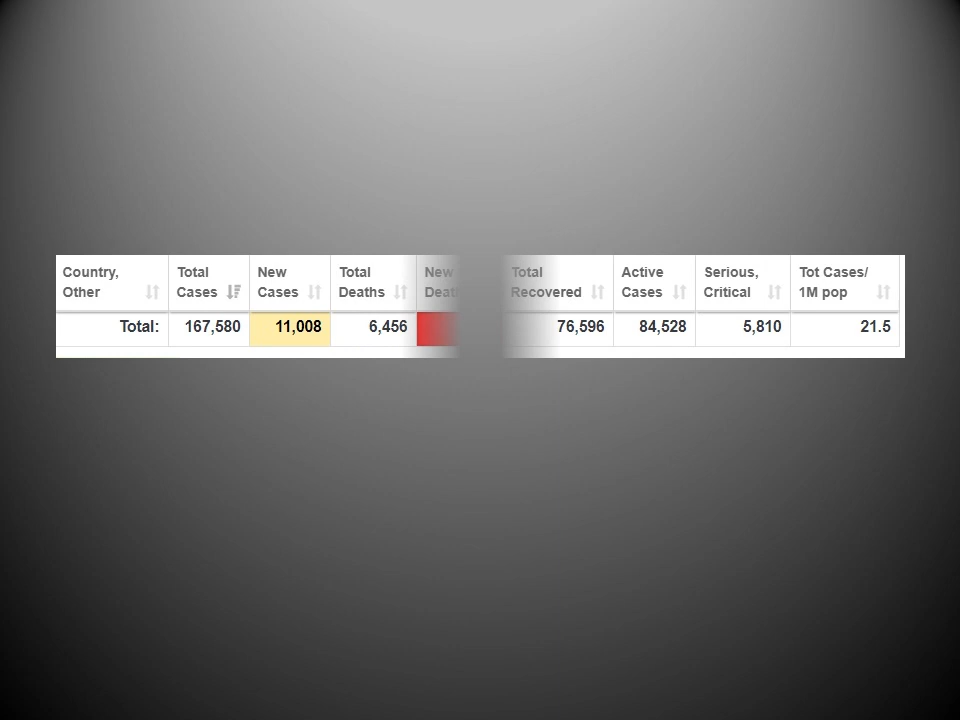 Country, Other
Total Cases
New Cases
Total Deaths
New
Total Recovered
Active Cases
Serious, Critical
Tot Cases/ 1M pop
Total:
167,580
11,008
6,456
76,596
84,528
5,810
21.5